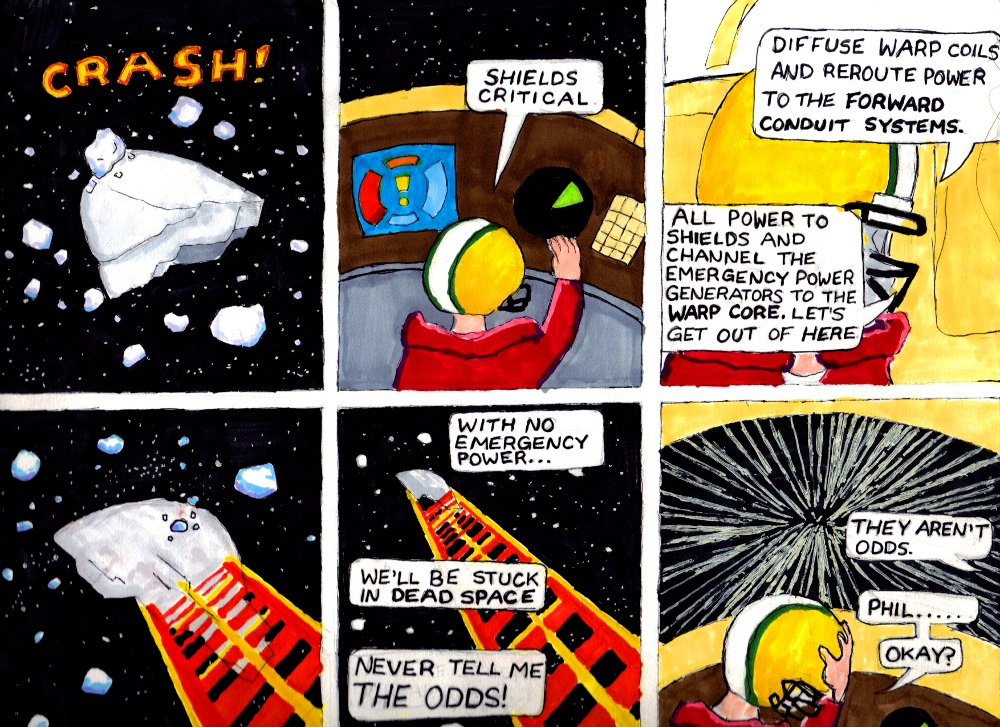 CRASH!
SHIELDS
CRITICAL
DIFFUSE WARP COILS
AND REROUTE POWER
TO THE FORWARD
CONDUIT SYSTEMS.
ALL POWER TO
SHIELDS AND
CHANNEL THE
EMERGENCY POWER
GENERATORS TO THE
WARP CORE. LET'S
GET OUT OF HERE
WITH NO
EMERGENCY
POWER...
WE'LL BE STUCK
IN DEAD SPACE
NEVER TELL ME
THE ODDS!
THEY AREN'T
ODDS.
PHIL......
OKAY?